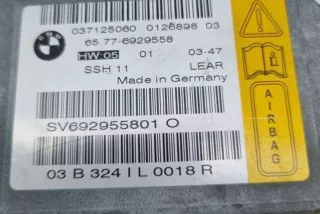 BMW
037125060 0126898 03
65.77-6929558
HW 05 01 03-47
SSH 11 LEAR
Made in Germany
SV692955801 O
03 B 324 I L 0018 R
AIRBAG